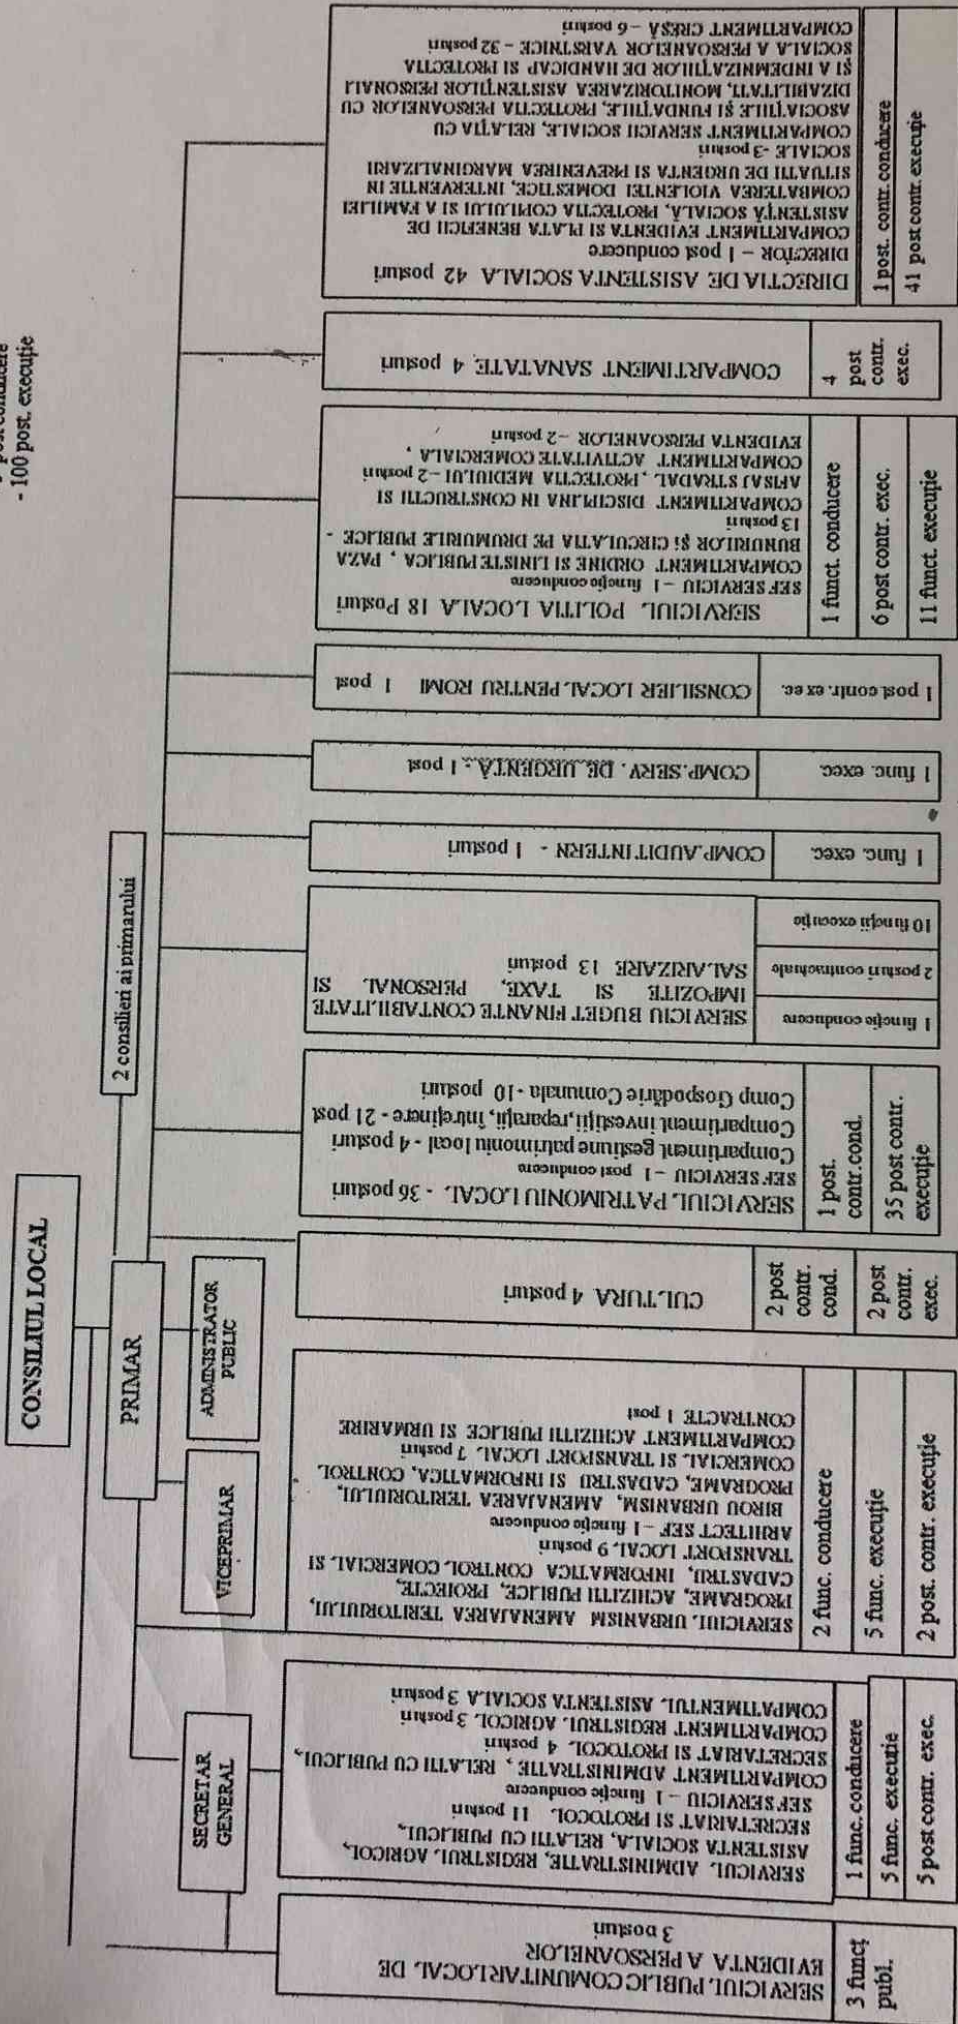 - 100 post. execuție
CONSILIUL LOCAL
2 consilieri ai primarului
PRIMAR
ADMINISTRATOR
PUBLIC
VICEPRIMAR
SECRETAR
GENERAL
SERVICIUL PUBLIC COMUNITAR LOCAL DE
EVIDENTA A PERSOANELOR
3 posturi
3 funcț
publ.
SERVICUL ADMINISTRATIE, REGISTRUL AGRICOL,
ASISTENTA SOCIALA, RELATII CU PUBLICUL,
SECRETARIAT SI PROTOCOL 11 posturi
SEF SERVICIU – 1 funcție conducere
COMPARTIMENT ADMINISTRATIE , RELATII CU PUBLICUL,
SECRETARIAT SI PROTOCOL 4 posturi
COMPARTIMENT REGISTRUL AGRICOL 3 posturi
COMPATIMENTUL ASISTENTA SOCIALA 3 posturi
1 func. conducere
5 func. executie
5 post contr. exec.
SERVICIUL URBANISM AMENAJAREA TERITORIULUI,
PROGRAME, ACHIZITII PUBLICE, PROIECTE,
CADASTRU, INFORMATICA CONTROL COMERCIAL SI
TRANSPORT LOCAL 9 posturi
ARHITECT SEF – 1 funcție conducere
BIROU URBANISM, AMENAJAREA TERITORIULUI,
PROGRAME, CADASTRU SI INFORMATICA, CONTROL
COMERCIAL SI TRANSPORT LOCAL 7 posturi
COMPARTIMENT ACHIZITII PUBLICE SI URMARIRE
CONTRACTE 1 post
2 func. conducere
5 func. execuție
2 post. contr. execuție
CULTURA 4 posturi
2 post
contr.
cond.
2 post
contr.
exec.
SERVICIUL PATRIMONIU LOCAL - 36 posturi
SEF SERVICIU – 1 post conducere
Compartiment gestiune patrimoniu local - 4 posturi
Compartiment investiții, reparații, întreținere - 21 post
Comp Gospodărie Comunala - 10 posturi
1 post.
contr.cond.
35 post contr.
execuție
SERVICIU BUGET FINANTE CONTABILITATE
IMPOZITE SI TAXE, PERSONAL SI
SALARIZARE 13 posturi
1 funcție conducere
2 posturi contractuale
10 funcții execuție
COMP.AUDIT INTERN - 1 posturi
1 func. exec.
COMP.SERV. DE URGENTĂ - 1 post
1 func. exec.
CONSILIER LOCAL PENTRU ROMI 1 post
1 post contr. exec.
SERVICIUL POLITIA LOCALA 18 Posturi
SEF SERVICIU – 1 funcție conducere
COMPARTIMENT ORDINE SI LINISTE PUBLICA , PAZA
BUNURILOR și CIRCULATIA PE DRUMURILE PUBLICE -
13 posturi
COMPARTIMENT DISCIPLINA IN CONSTRUCTII SI
AFISAJ STRADAL , PROTECTIA MEDIULUI –2 posturi
COMPARTIMENT ACTIVITATE COMERCIALA ,
EVIDENTA PERSOANELOR –2 posturi
1 funct. conducere
6 post contr. exec.
11 funct. execuție
COMPARTIMENT SANATATE 4 posturi
4
post
contr.
exec.
DIRECTIA DE ASISTENTA SOCIALA 42 posturi
DIRECȚOR – 1 post conducere
COMPARTIMENT EVIDENTA SI PLATA BENEFICII DE
ASISTENȚĂ SOCIALĂ, PROTECTIA COPILULUI SI A FAMILIEI
COMBATEREA VIOLENTEI DOMESTICE, INTERVENTIE IN
SITUATII DE URGENTA SI PREVENIREA MARGINALIZARII
SOCIALE -3 posturi
COMPARTIMENT SERVICII SOCIALE, RELAȚIA CU
ASOCIAȚIILE ȘI FUNDAȚIILE, PROTECTIA PERSOANELOR CU
DIZABILITATI, MONITORIZAREA ASISTENȚILOR PERSONALI
ȘI A INDEMNIZAȚIILOR DE HANDICAP SI PROTECTIA
SOCIALA A PERSOANELOR VARSTNICE – 32 posturi
COMPARTIMENT CREȘĂ – 6 posturi
1 post. contr. conducere
41 post contr. execuție